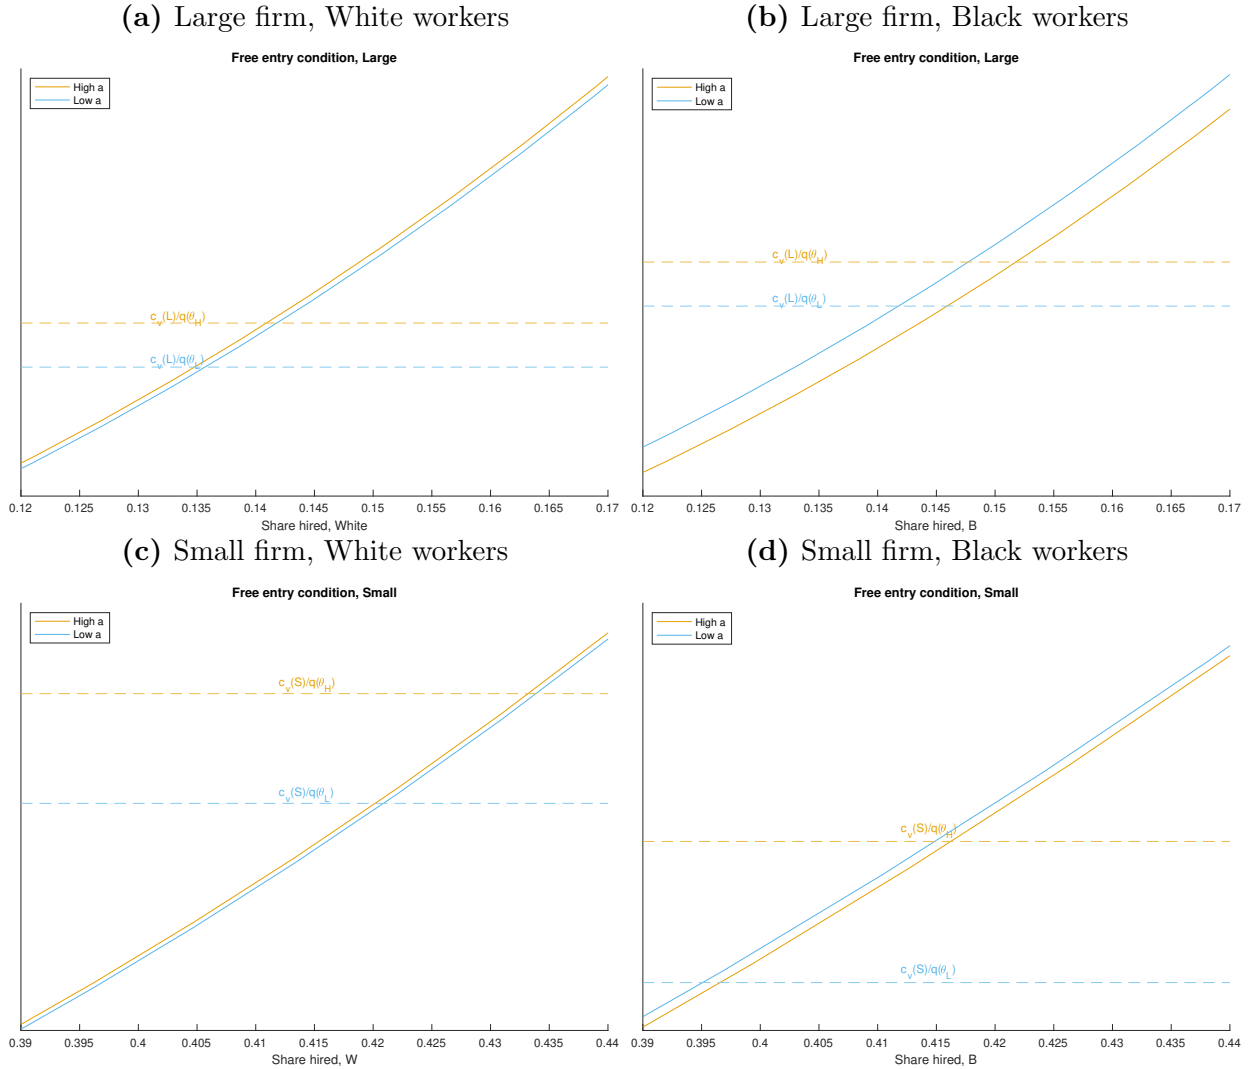 (a) Large firm, White workers
Free entry condition, Large
High a
Low a
c_v(L)/q(θ_H)
c_v(L)/q(θ_L)
0.12 0.125 0.13 0.135 0.14 0.145 0.15 0.155 0.16 0.165 0.17
Share hired, White
(b) Large firm, Black workers
Free entry condition, Large
High a
Low a
c_v(L)/q(θ_H)
c_v(L)/q(θ_L)
0.12 0.125 0.13 0.135 0.14 0.145 0.15 0.155 0.16 0.165 0.17
Share hired, B
(c) Small firm, White workers
Free entry condition, Small
High a
Low a
c_v(S)/q(θ_H)
c_v(S)/q(θ_L)
0.39 0.395 0.4 0.405 0.41 0.415 0.42 0.425 0.43 0.435 0.44
Share hired, W
(d) Small firm, Black workers
Free entry condition, Small
High a
Low a
c_v(S)/q(θ_H)
c_v(S)/q(θ_L)
0.39 0.395 0.4 0.405 0.41 0.415 0.42 0.425 0.43 0.435 0.44
Share hired, B